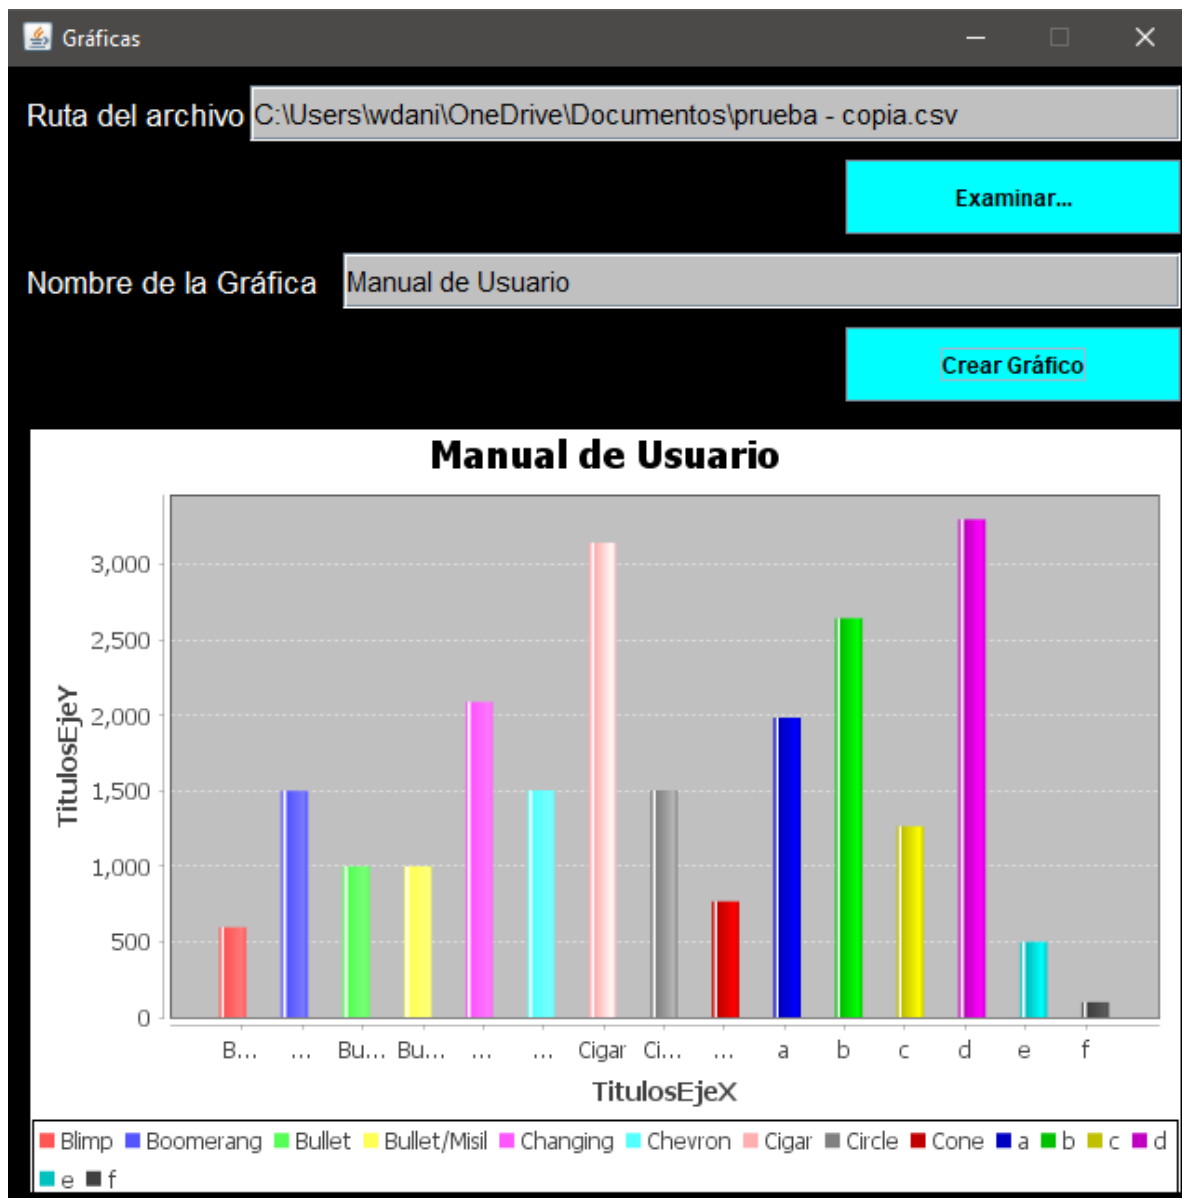 Gráficas
Ruta del archivo C:\Users\wdani\OneDrive\Documentos\prueba - copia.csv
Examinar...
Nombre de la Gráfica Manual de Usuario
Crear Gráfico
Manual de Usuario
TitulosEjeY
3,000
2,500
2,000
1,500
1,000
500
0
B... ... Bu... Bu... ... ... Cigar Ci... ... a b c d e f
TitulosEjeX
Blimp Boomerang Bullet Bullet/Misil Changing Chevron Cigar Circle Cone a b c d
e f